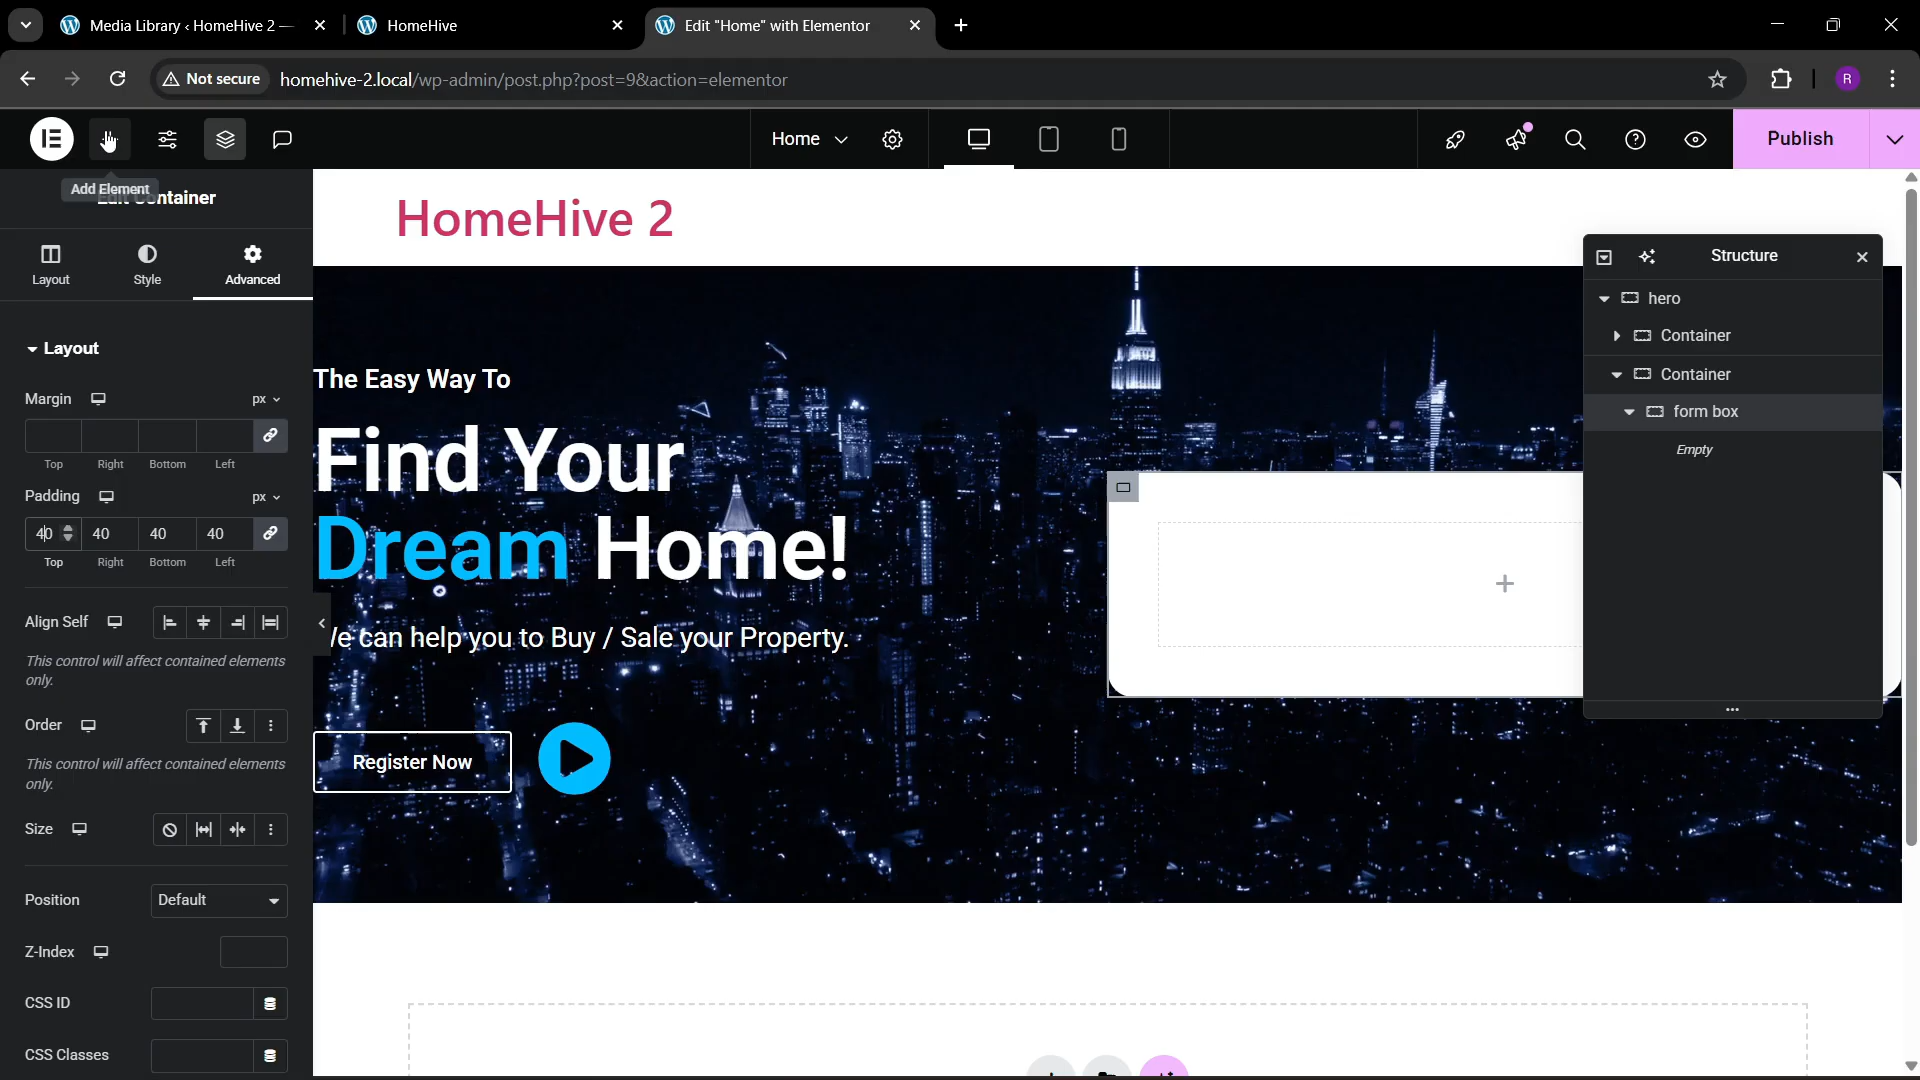 Media Library ‹ HomeHive 2 —
HomeHive
Edit "Home" with Elementor
Not secure
homehive-2.local/wp-admin/post.php?post=9&action=elementor
R
Home
Publish
Add Element
Edit Container
Layout
Style
Advanced
Layout
Margin
px
Top
Right
Bottom
Left
Padding
px
40
40
40
40
Top
Right
Bottom
Left
Align Self
This control will affect contained elements
only.
Order
This control will affect contained elements
only.
Size
Position
Default
Z-Index
CSS ID
CSS Classes
HomeHive 2
The Easy Way To
Find Your
Dream Home!
can help you to Buy / Sale your Property.
Register Now
Structure
hero
Container
Container
form box
Empty